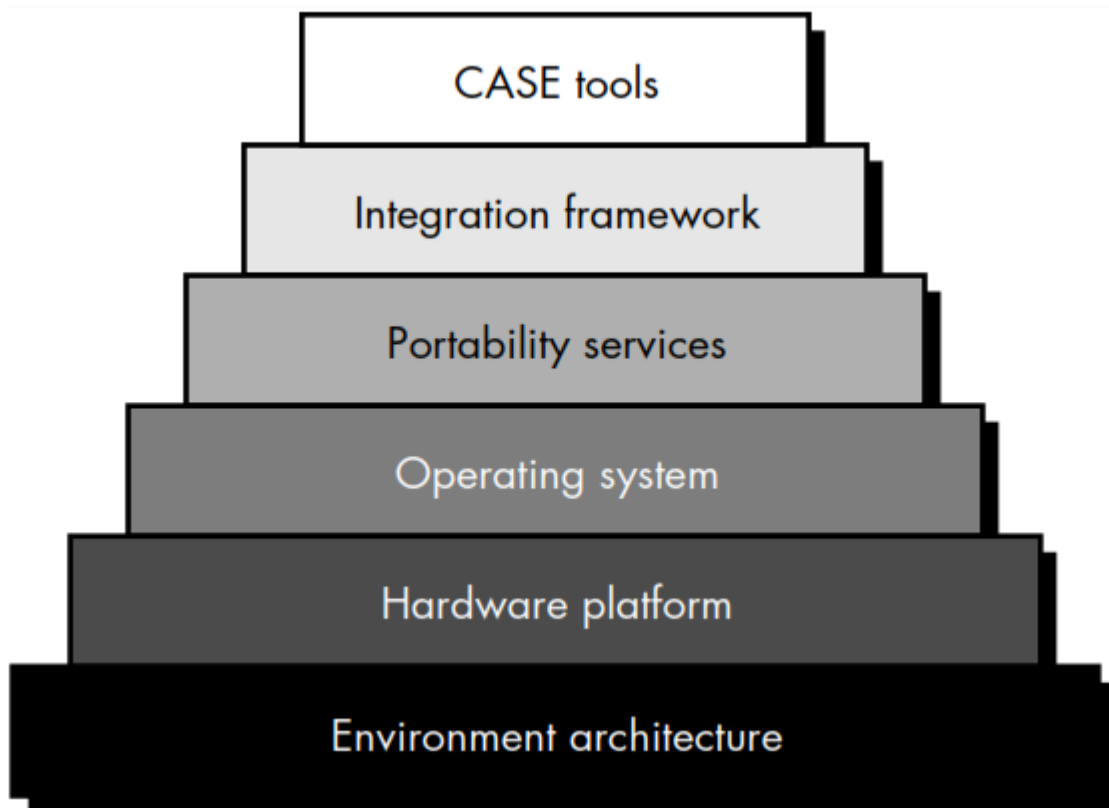 CASE tools
Integration framework
Portability services
Operating system
Hardware platform
Environment architecture